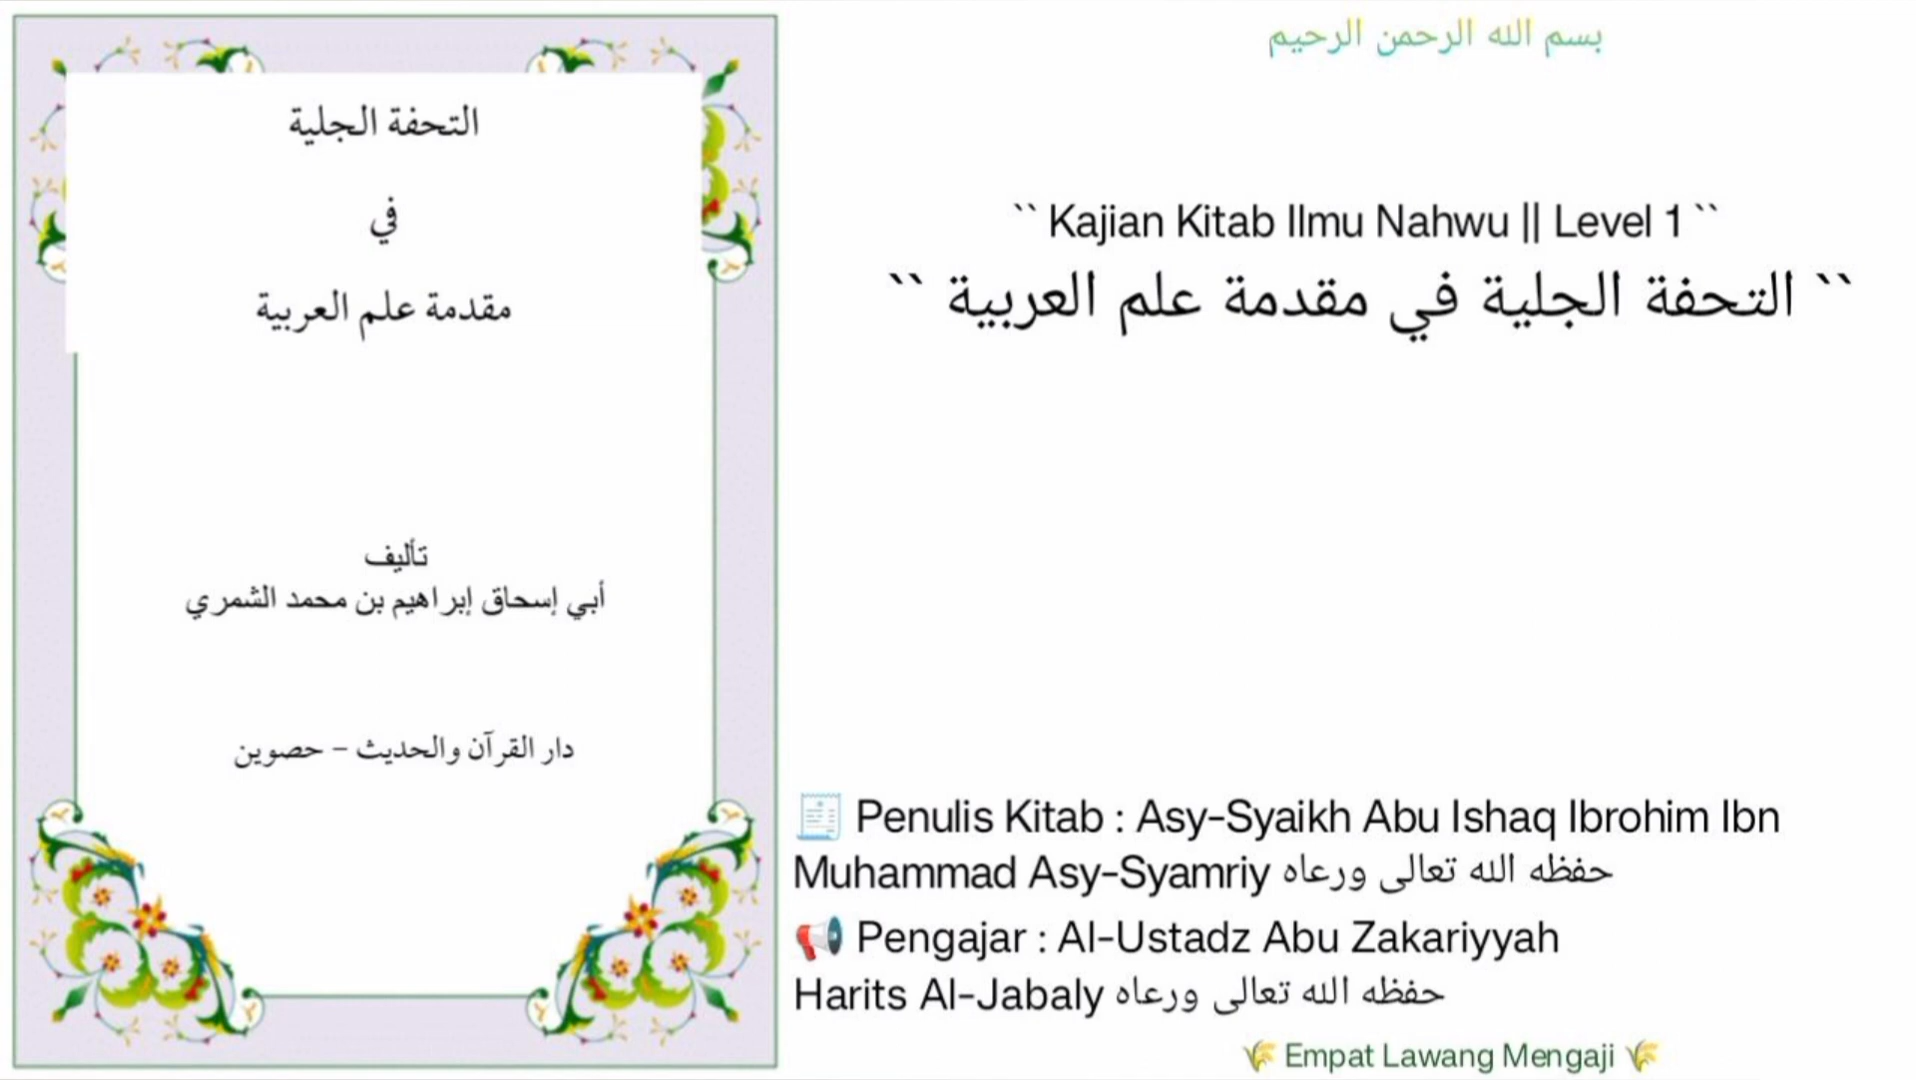 التحفة الجلية
في
مقدمة علم العربية
تأليف
أبي إسحاق إبراهيم بن محمد الشمري
دار القرآن والحديث – حصوين
بسم الله الرحمن الرحيم
`` Kajian Kitab Ilmu Nahwu || Level 1 ``
`` التحفة الجلية في مقدمة علم العربية ``
🧾 Penulis Kitab : Asy-Syaikh Abu Ishaq Ibrohim Ibn
Muhammad Asy-Syamriy حفظه الله تعالى ورعاه
📢 Pengajar : Al-Ustadz Abu Zakariyyah
Harits Al-Jabaly حفظه الله تعالى ورعاه
🌾 Empat Lawang Mengaji 🌾